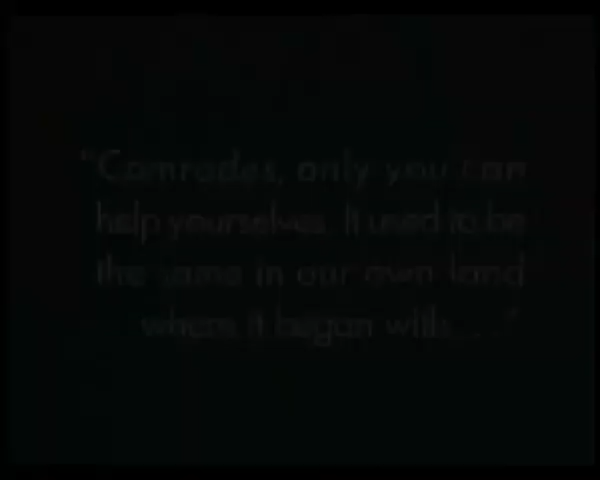 "Comrades, only you can
help yourselves. It used to be
the same in our own land
when it began with . . ."